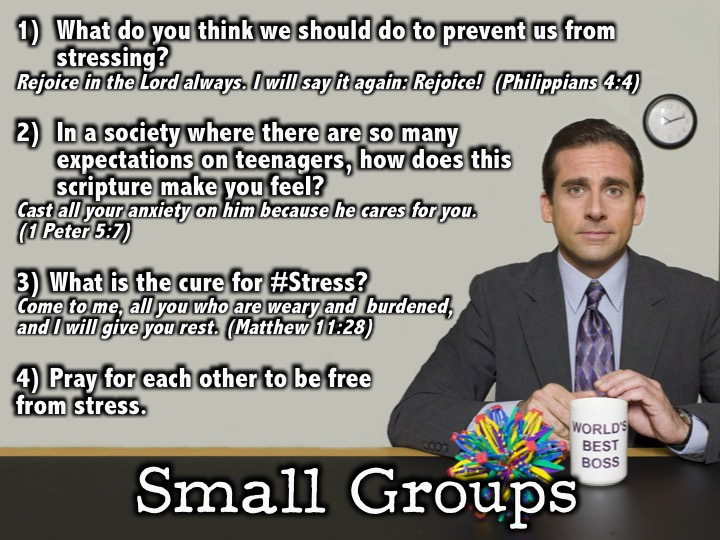 1) What do you think we should do to prevent us from
stressing?
Rejoice in the Lord always. I will say it again: Rejoice! (Philippians 4:4)
2) In a society where there are so many
expectations on teenagers, how does this
scripture make you feel?
Cast all your anxiety on him because he cares for you.
(1 Peter 5:7)
3) What is the cure for #Stress?
Come to me, all you who are weary and burdened,
and I will give you rest. (Matthew 11:28)
4) Pray for each other to be free
from stress.
WORLD'S
BEST
BOSS
Small Groups